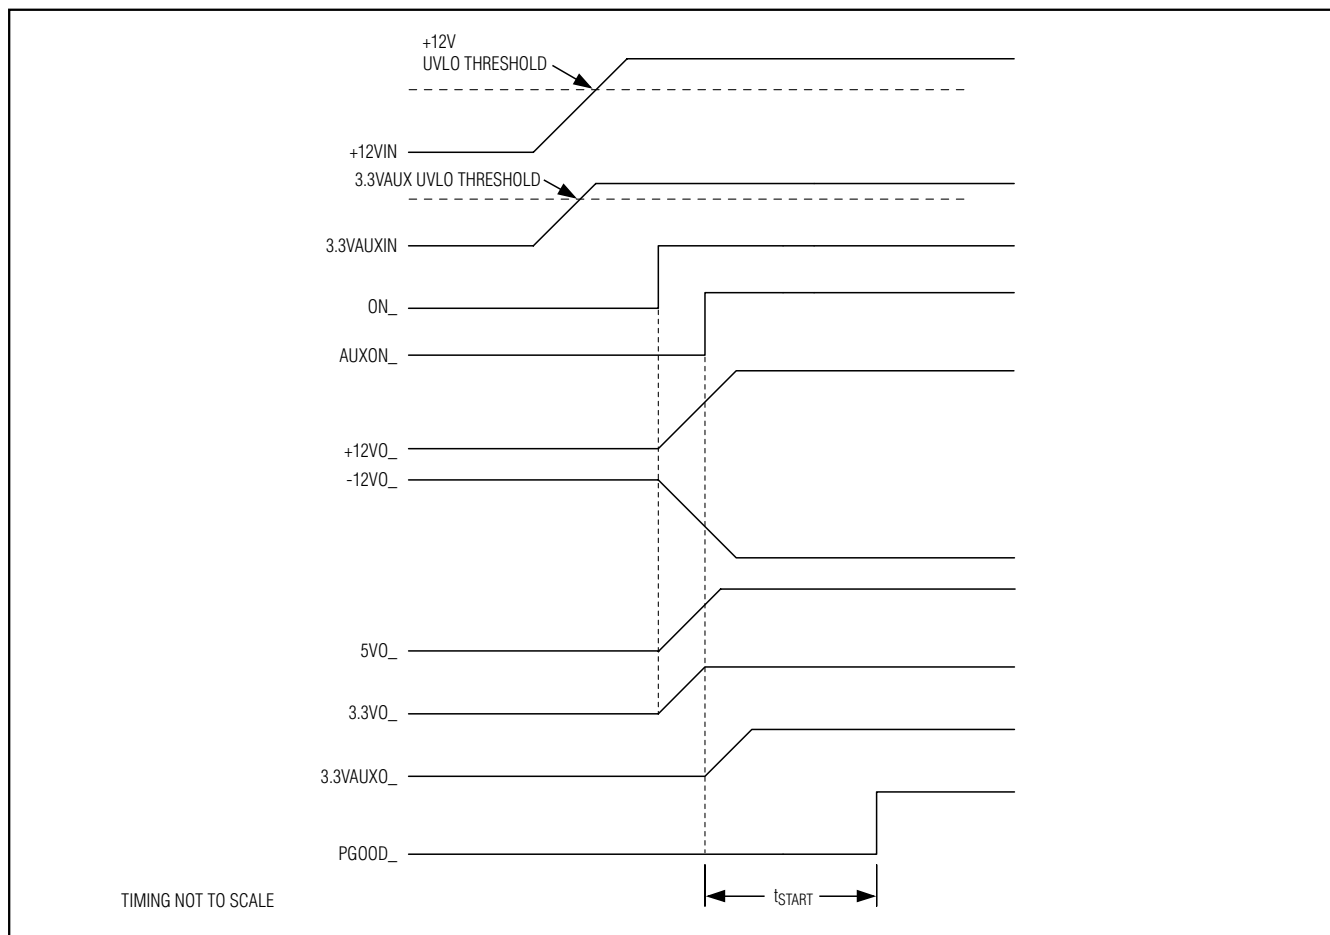 +12V
UVLO THRESHOLD
+12VIN
3.3VAUX UVLO THRESHOLD
3.3VAUXIN
ON_
AUXON_
+12VO_
-12VO_
5VO_
3.3VO_
3.3VAUXO_
PGOOD_
tSTART
TIMING NOT TO SCALE